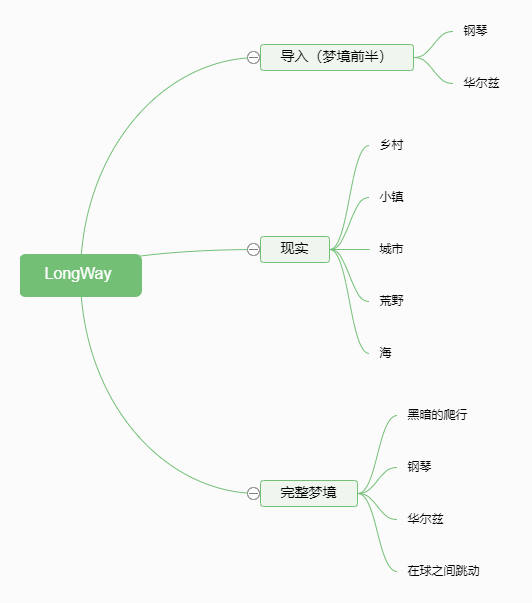 LongWay
导入（梦境前半）
钢琴
华尔兹
现实
乡村
小镇
城市
荒野
海
完整梦境
黑暗的爬行
钢琴
华尔兹
在球之间跳动